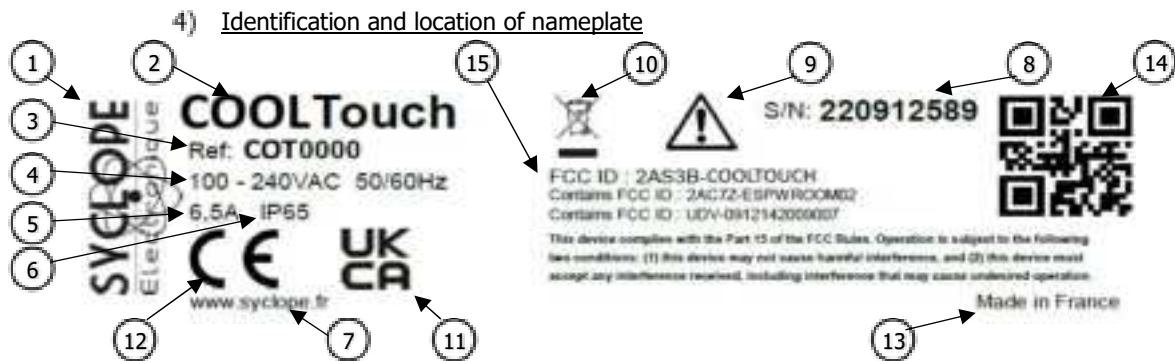 4) Identification and location of nameplate
1
2
15
10
9
8
14
3
4
5
6
12
7
11
13
SYCLOPE
Electronique
COOLTouch
Ref: COT0000
100 - 240VAC 50/60Hz
6,5A IP65
CE
UK
CA
www.syclope.fr
S/N: 220912589
FCC ID : 2AS3B-COOLTOUCH
Contains FCC ID : 2AC7Z-ESPWROOM02
Contains FCC ID : UDV-0912142009007
This device complies with the Part 15 of the FCC Rules. Operation is subject to the following
two conditions: (1) this device may not cause harmful interference, and (2) this device must
accept any interference received, including interference that may cause undesired operation.
Made in France